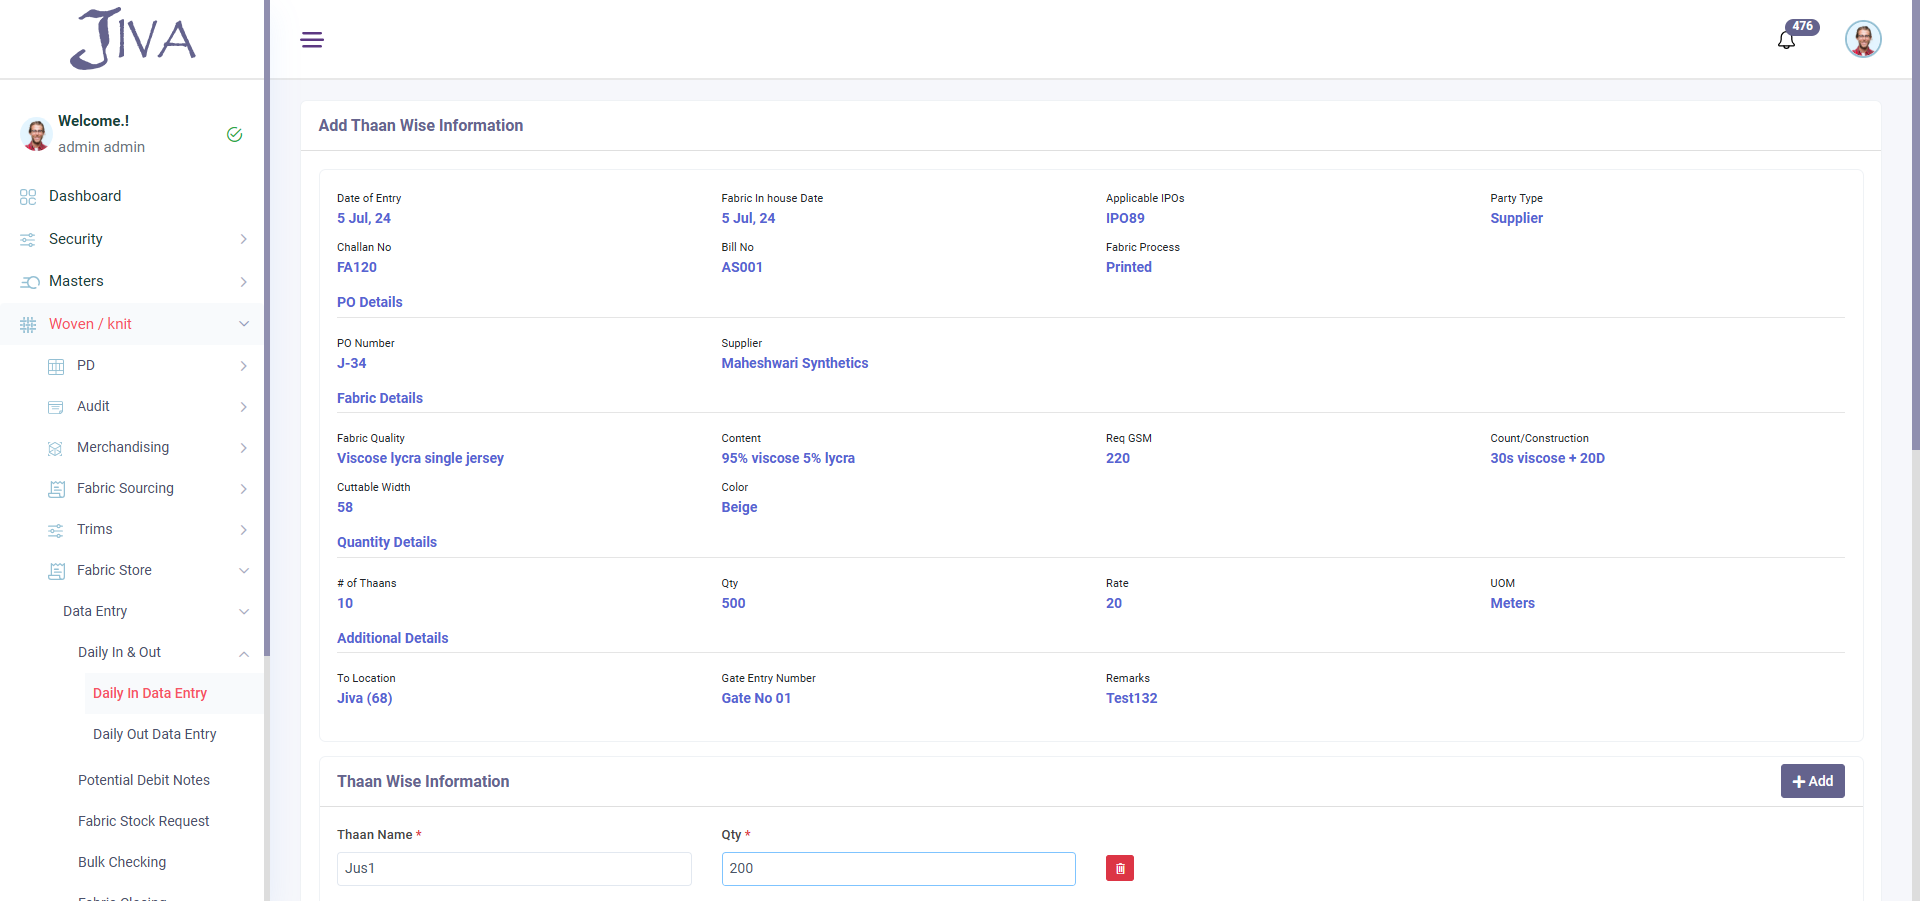 JIVA
476
Welcome.!
admin admin
Dashboard
Security
Masters
Woven / knit
PD
Audit
Merchandising
Fabric Sourcing
Trims
Fabric Store
Data Entry
Daily In & Out
Daily In Data Entry
Daily Out Data Entry
Potential Debit Notes
Fabric Stock Request
Bulk Checking
Fabric Closing
Add Thaan Wise Information
Date of Entry
5 Jul, 24
Fabric In house Date
5 Jul, 24
Applicable IPOs
IPO89
Party Type
Supplier
Challan No
FA120
Bill No
AS001
Fabric Process
Printed
PO Details
PO Number
J-34
Supplier
Maheshwari Synthetics
Fabric Details
Fabric Quality
Viscose lycra single jersey
Content
95% viscose 5% lycra
Req GSM
220
Count/Construction
30s viscose + 20D
Cuttable Width
58
Color
Beige
Quantity Details
# of Thaans
10
Qty
500
Rate
20
UOM
Meters
Additional Details
To Location
Jiva (68)
Gate Entry Number
Gate No 01
Remarks
Test132
Thaan Wise Information
Add
Thaan Name *
Jus1
Qty *
200